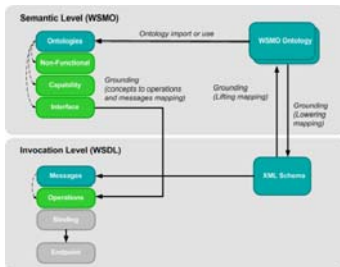 Semantic Level (WSMO)
Ontologies
Non-Functional
Capability
Interface
Ontology import or use
WSMO Ontology
Grounding
(concepts to operations
and messages mapping)
Grounding
(Lifting mapping)
Grounding
(Lowering
mapping)
Invocation Level (WSDL)
Messages
Operations
Binding
Endpoint
XML Schema